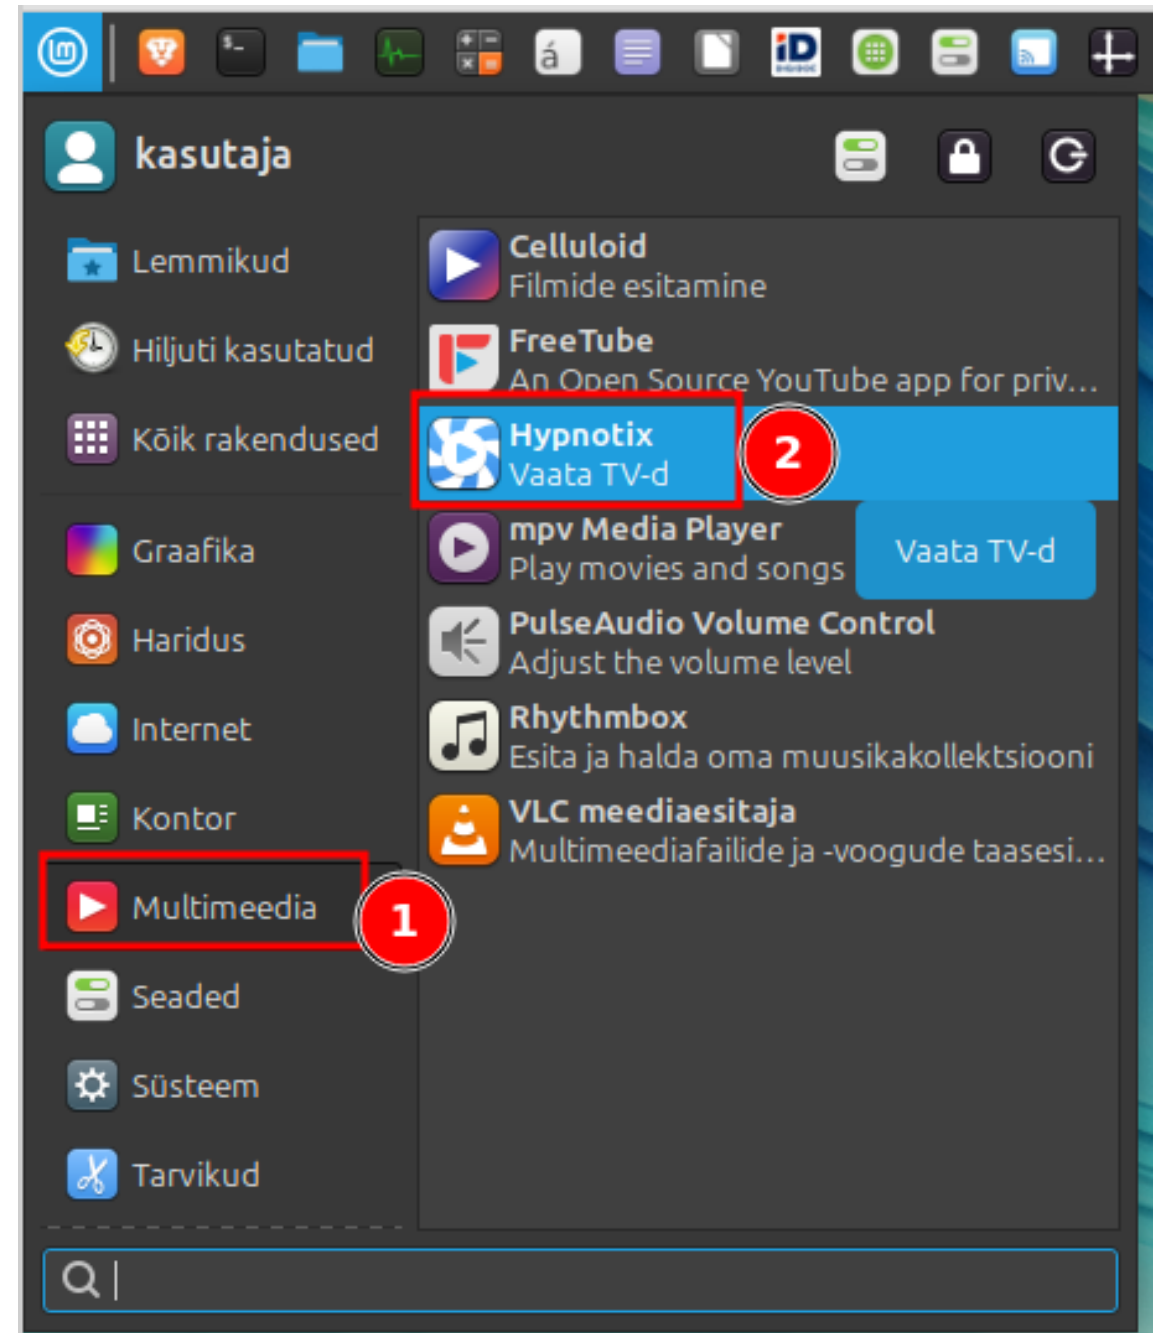 lm
$_
á
iD
DIGIDOC
kasutaja
Lemmikud
Hiljuti kasutatud
Kõik rakendused
Graafika
Haridus
Internet
Kontor
Multimeedia
1
Seaded
Süsteem
Tarvikud
Celluloid
Filmide esitamine
FreeTube
An Open Source YouTube app for priv...
Hypnotix
Vaata TV-d
2
mpv Media Player
Play movies and songs
Vaata TV-d
PulseAudio Volume Control
Adjust the volume level
Rhythmbox
Esita ja halda oma muusikakollektsiooni
VLC meediaesitaja
Multimeediafailide ja -voogude taasesi...